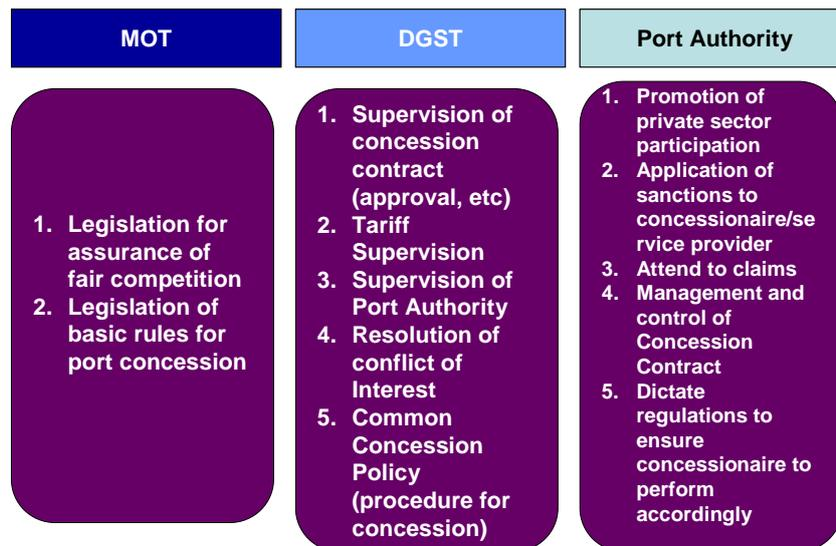 MOT
1. Legislation for
assurance of
fair competition
2. Legislation of
basic rules for
port concession
DGST
1. Supervision of
concession
contract
(approval, etc)
2. Tariff
Supervision
3. Supervision of
Port Authority
4. Resolution of
conflict of
Interest
5. Common
Concession
Policy
(procedure for
concession)
Port Authority
1. Promotion of
private sector
participation
2. Application of
sanctions to
concessionaire/se
rvice provider
3. Attend to claims
4. Management and
control of
Concession
Contract
5. Dictate
regulations to
ensure
concessionaire to
perform
accordingly